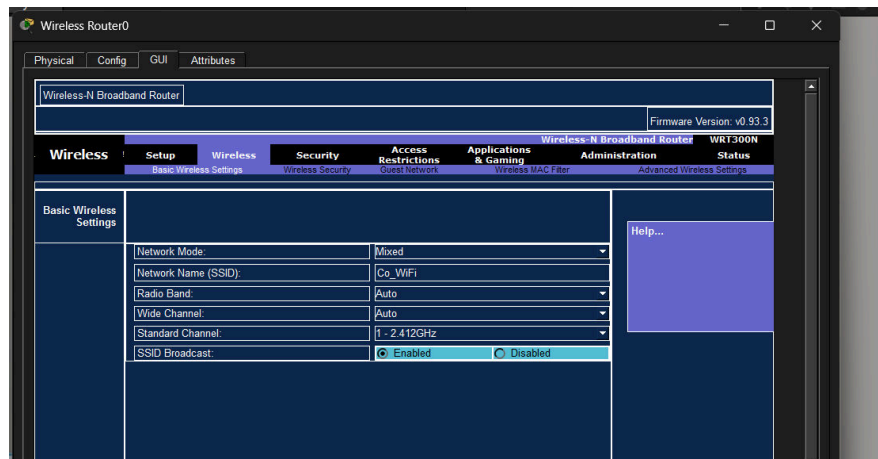 Wireless Router0
Physical Config GUI Attributes
Wireless-N Broadband Router
Firmware Version: v0.93.3
Wireless-N Broadband Router WRT300N
Wireless
Setup Wireless Security Access Restrictions Applications & Gaming Administration Status
Basic Wireless Settings Wireless Security Guest Network Wireless MAC Filter Advanced Wireless Settings
Basic Wireless
Settings
Help...
Network Mode: Mixed
Network Name (SSID): Co_WiFi
Radio Band: Auto
Wide Channel: Auto
Standard Channel: 1 - 2.412GHz
SSID Broadcast: Enabled Disabled